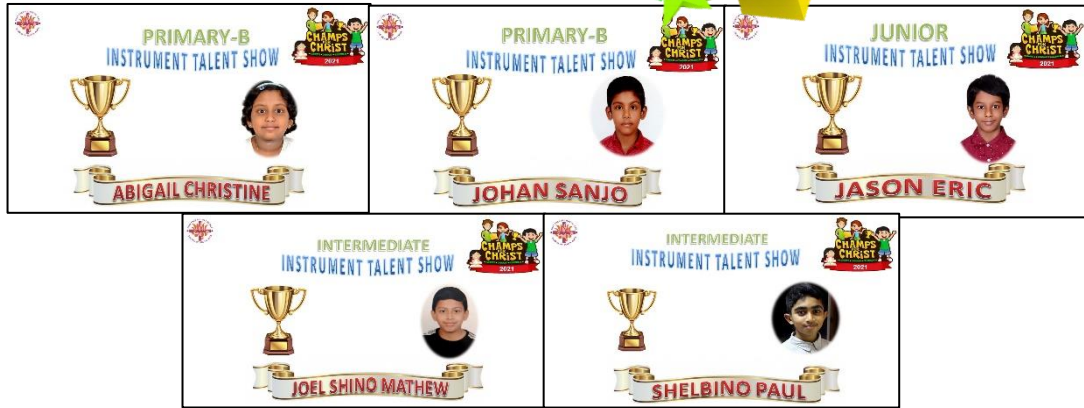 PRIMARY-B
INSTRUMENT TALENT SHOW
CHAMPS
CHRIST
2021
ABIGAIL CHRISTINE
PRIMARY-B
INSTRUMENT TALENT SHOW
CHAMPS
CHRIST
2021
JOHAN SANJO
JUNIOR
INSTRUMENT TALENT SHOW
CHAMPS
CHRIST
2021
JASON ERIC
INTERMEDIATE
INSTRUMENT TALENT SHOW
CHAMPS
CHRIST
2021
JOEL SHINO MATHEW
INTERMEDIATE
INSTRUMENT TALENT SHOW
CHAMPS
CHRIST
2021
SHELBINO PAUL